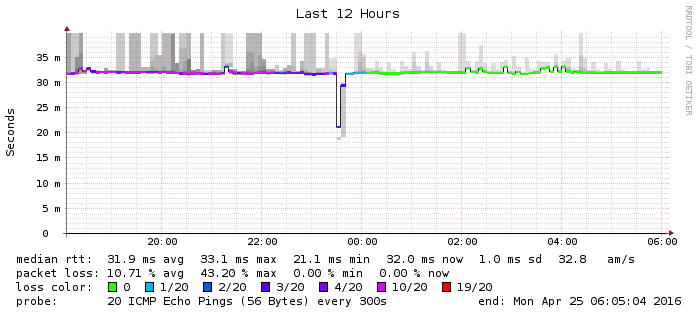 Last 12 Hours
RRDTOOL / TOBI OETIKER
Seconds
35 m
30 m
25 m
20 m
15 m
10 m
5 m
0
20:00 22:00 00:00 02:00 04:00 06:00
median rtt: 31.9 ms avg 33.1 ms max 21.1 ms min 32.0 ms now 1.0 ms sd 32.8 am/s
packet loss: 10.71 % avg 43.20 % max 0.00 % min 0.00 % now
loss color: 0 1/20 2/20 3/20 4/20 10/20 19/20
probe: 20 ICMP Echo Pings (56 Bytes) every 300s end: Mon Apr 25 06:05:04 2016